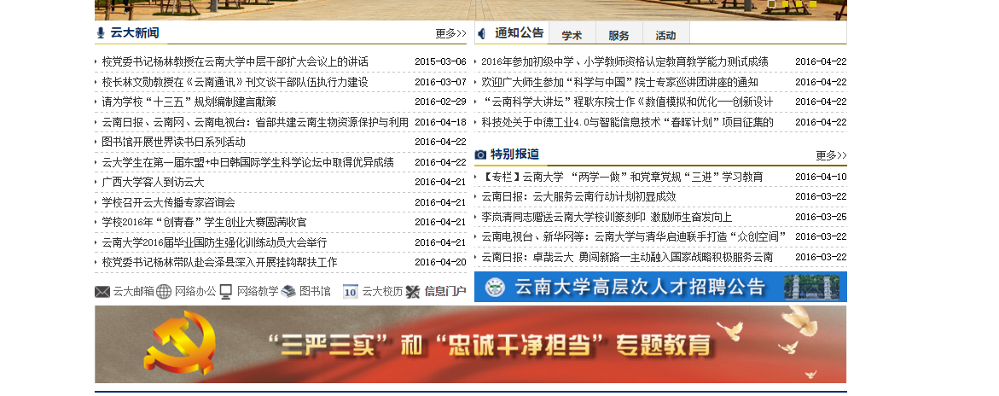 云大新闻 更多>>
校党委书记杨林教授在云南大学中层干部扩大会议上的讲话 2015-03-06
校长林文勋教授在《云南通讯》刊文谈干部队伍执行力建设 2016-03-07
请为学校“十三五”规划编制建言献策 2016-02-29
云南日报、云南网、云南电视台：省部共建云南生物资源保护与利用 2016-04-18
图书馆开展世界读书日系列活动 2016-04-22
云大学生在第一届东盟+中日韩国际学生科学论坛中取得优异成绩 2016-04-22
广西大学客人到访云大 2016-04-21
学校召开云大传播专家咨询会 2016-04-21
学校2016年“创青春”学生创业大赛圆满收官 2016-04-21
云南大学2016届毕业国防生强化训练动员大会举行 2016-04-21
校党委书记杨林带队赴会泽县深入开展挂钩帮扶工作 2016-04-20
云大邮箱 网络办公 网络教学 图书馆 10 云大校历 信息门户
通知公告 学术 服务 活动
2016年参加初级中学、小学教师资格认定教育教学能力测试成绩 2016-04-22
欢迎广大师生参加“科学与中国”院士专家巡讲团讲座的通知 2016-04-22
“云南科学大讲坛”程耿东院士作《数值模拟和优化──创新设计 2016-04-22
科技处关于中德工业4.0与智能信息技术“春晖计划”项目征集的 2016-04-22
特别报道 更多>>
【专栏】云南大学 “两学一做”和党章党规“三进”学习教育 2016-04-10
云南日报：云大服务云南行动计划初显成效 2016-03-22
李岚清同志赠送云南大学校训篆刻印 激励师生奋发向上 2016-03-25
云南电视台、新华网等：云南大学与清华启迪联手打造“众创空间” 2016-03-22
云南日报：卓哉云大 勇闯新路—主动融入国家战略积极服务云南 2016-03-22
云南大学高层次人才招聘公告
“三严三实”和“忠诚干净担当”专题教育